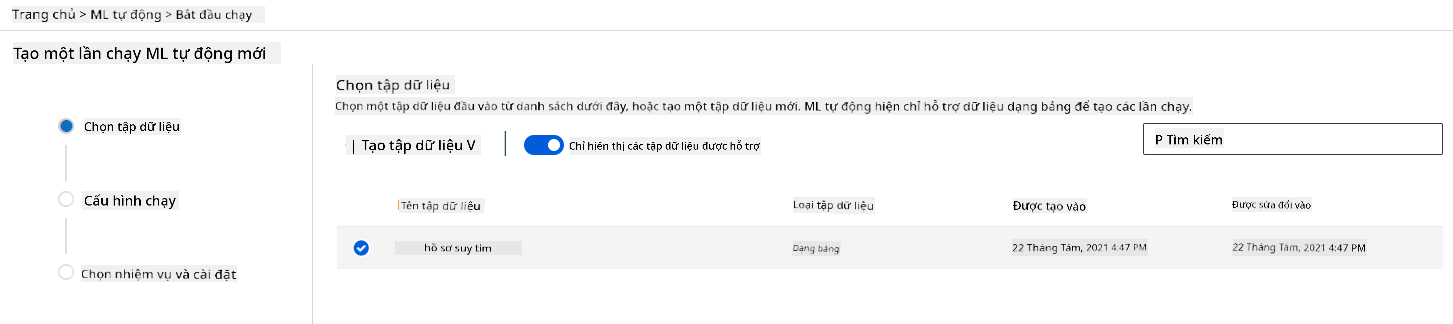 Trang chủ > ML tự động > Bắt đầu chạy
Tạo một lần chạy ML tự động mới
Chọn tập dữ liệu
Cấu hình chạy
Chọn nhiệm vụ và cài đặt
Chọn tập dữ liệu
Chọn một tập dữ liệu đầu vào từ danh sách dưới đây, hoặc tạo một tập dữ liệu mới. ML tự động hiện chỉ hỗ trợ dữ liệu dạng bảng để tạo các lần chạy.
| Tạo tập dữ liệu V
Chỉ hiển thị các tập dữ liệu được hỗ trợ
P Tìm kiếm
Tên tập dữ liệu Loại tập dữ liệu Được tạo vào Được sửa đổi vào
hồ sơ suy tim Dạng bảng 22 Tháng Tám, 2021 4:47 PM 22 Tháng Tám, 2021 4:47 PM